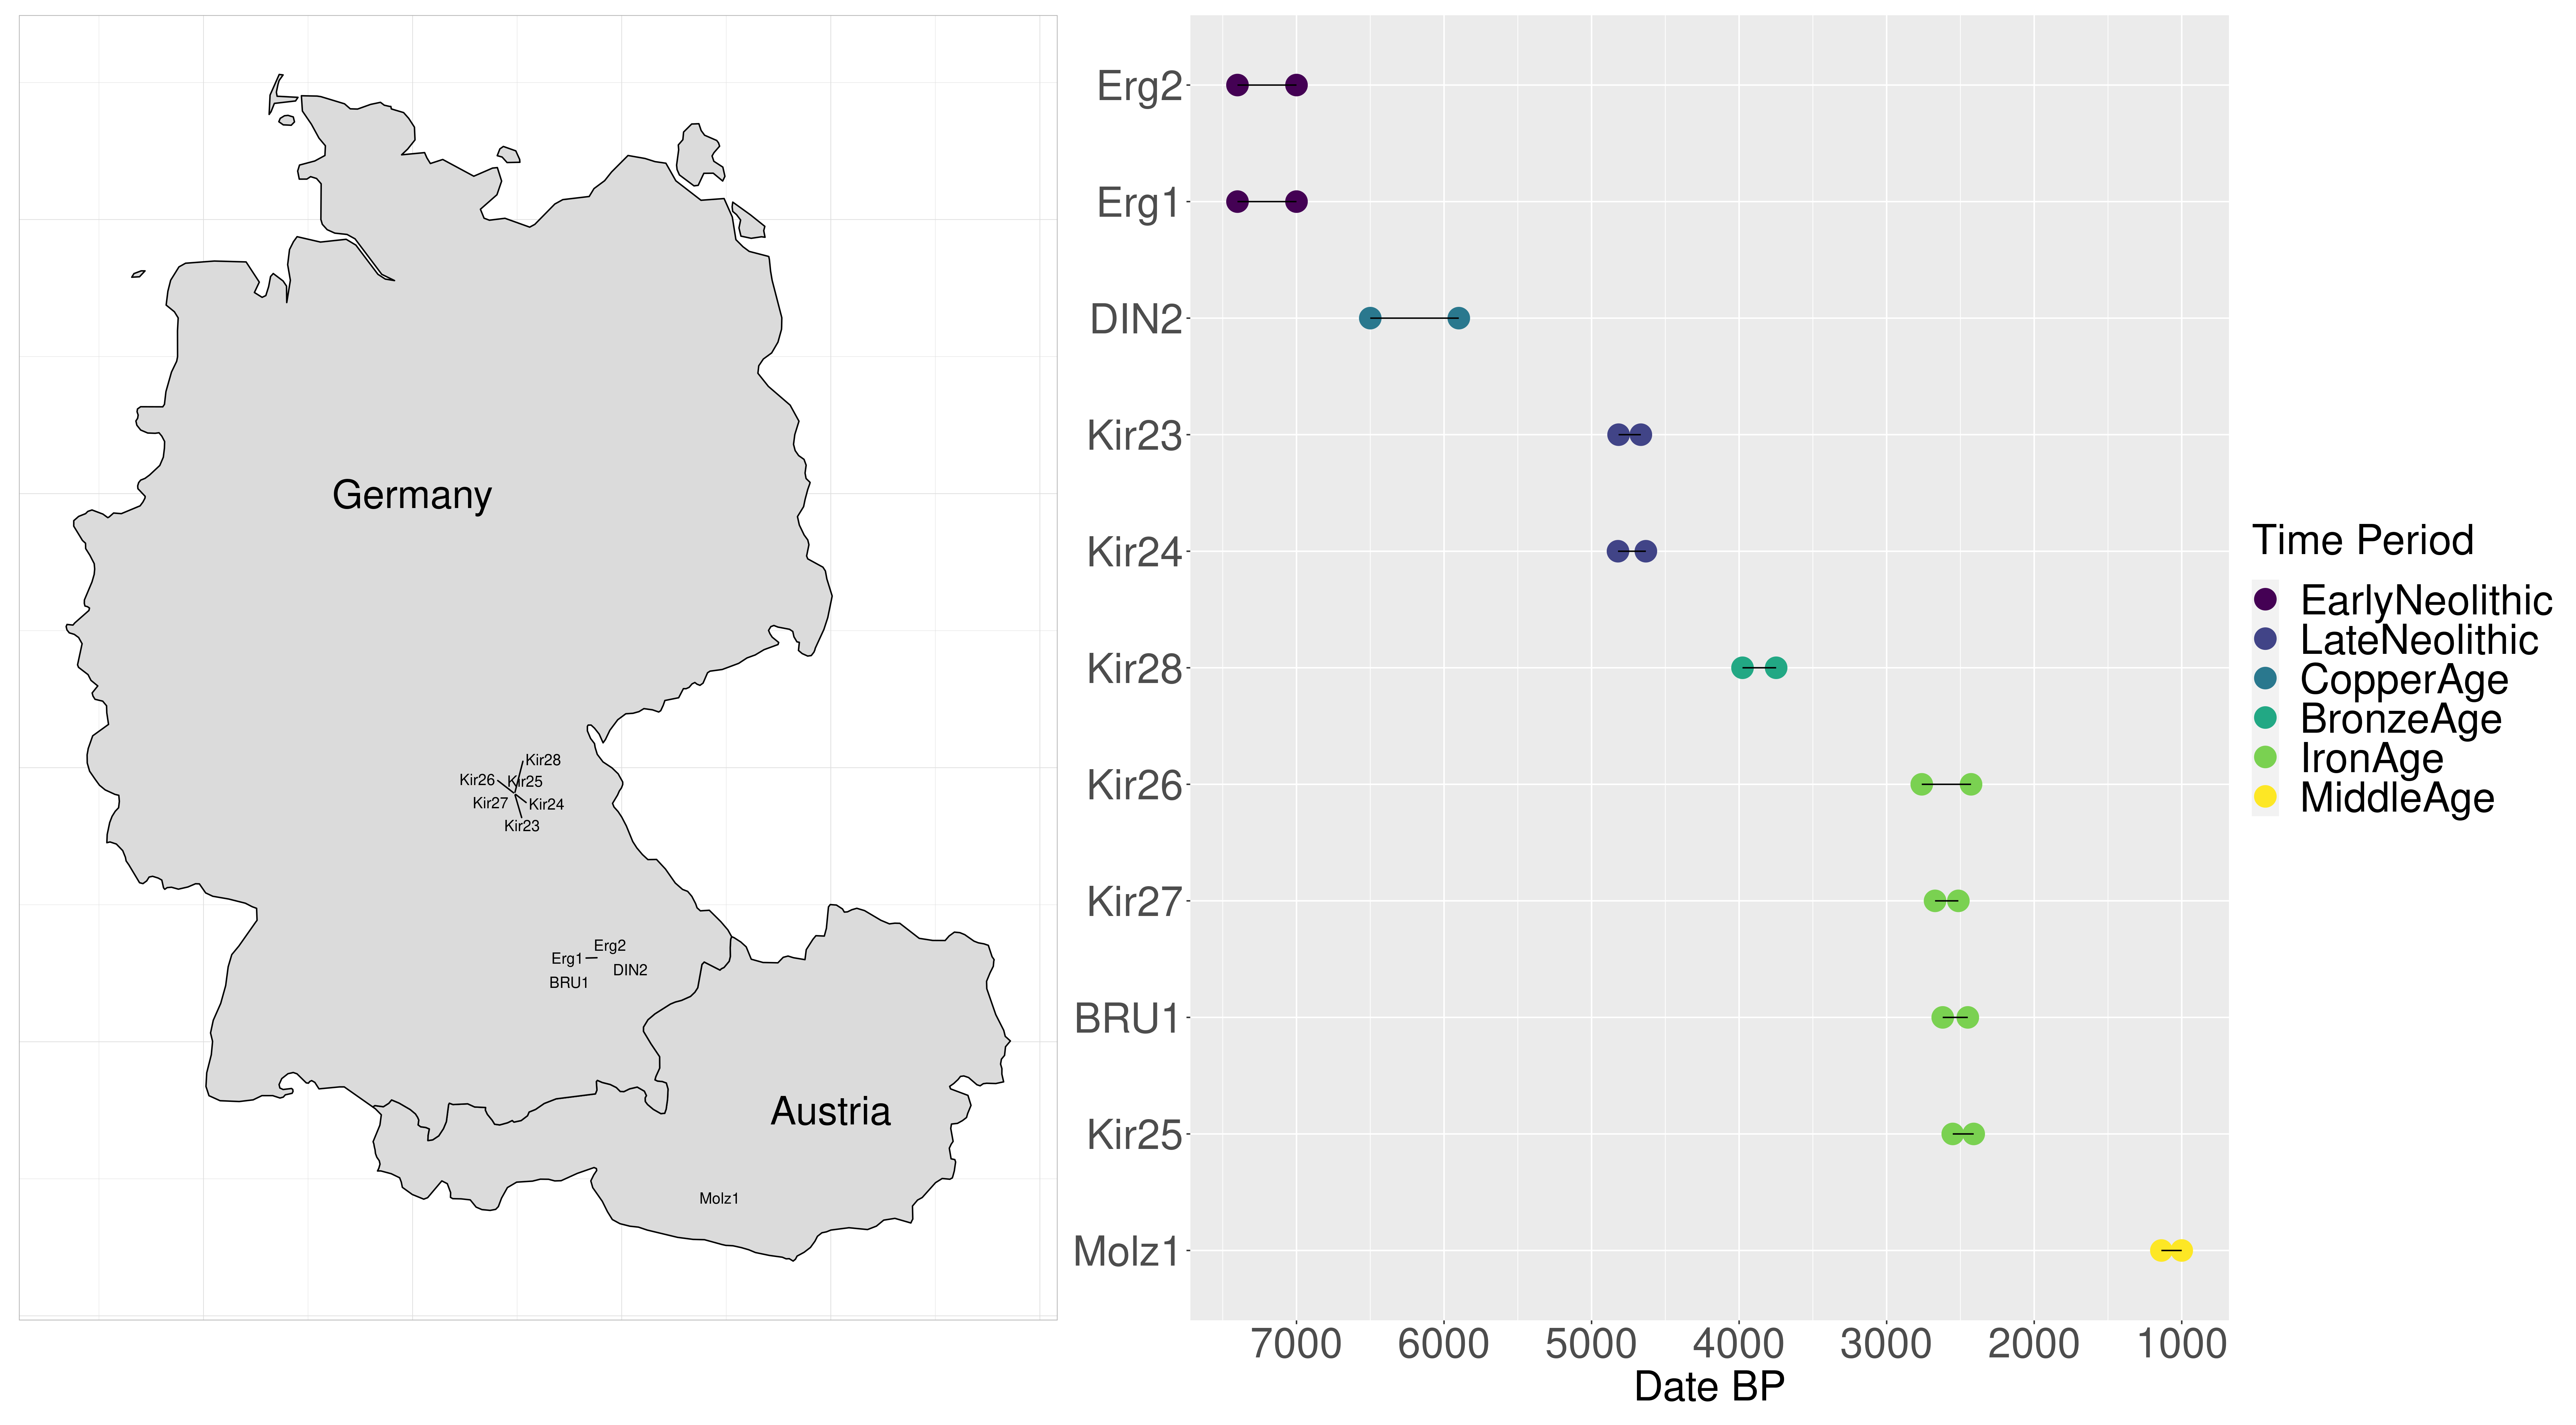 Germany
Kir28
Kir26
Kir25
Kir27
Kir24
Kir23
Erg2
Erg1
DIN2
BRU1
Austria
Molz1
Erg2
Erg1
DIN2
Kir23
Kir24
Kir28
Kir26
Kir27
BRU1
Kir25
Molz1
7000 6000 5000 4000 3000 2000 1000
Date BP
Time Period
EarlyNeolithic
LateNeolithic
CopperAge
BronzeAge
IronAge
MiddleAge